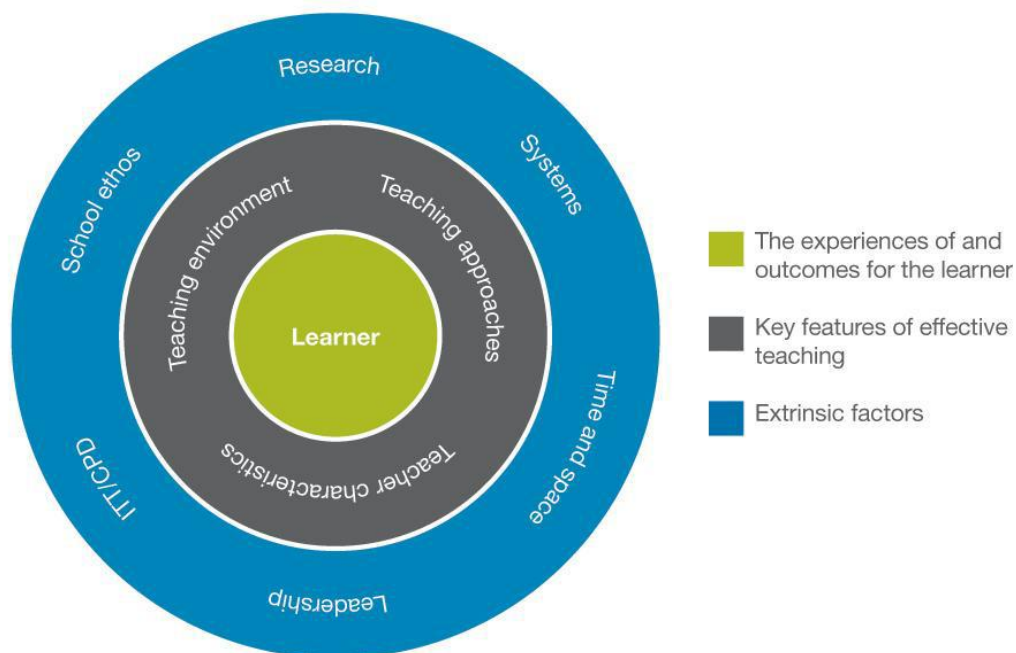 Research
Systems
Time and space
Leadership
ITT/CPD
School ethos
Teaching environment
Teaching approaches
Teacher characteristics
Learner
The experiences of and
outcomes for the learner
Key features of effective
teaching
Extrinsic factors